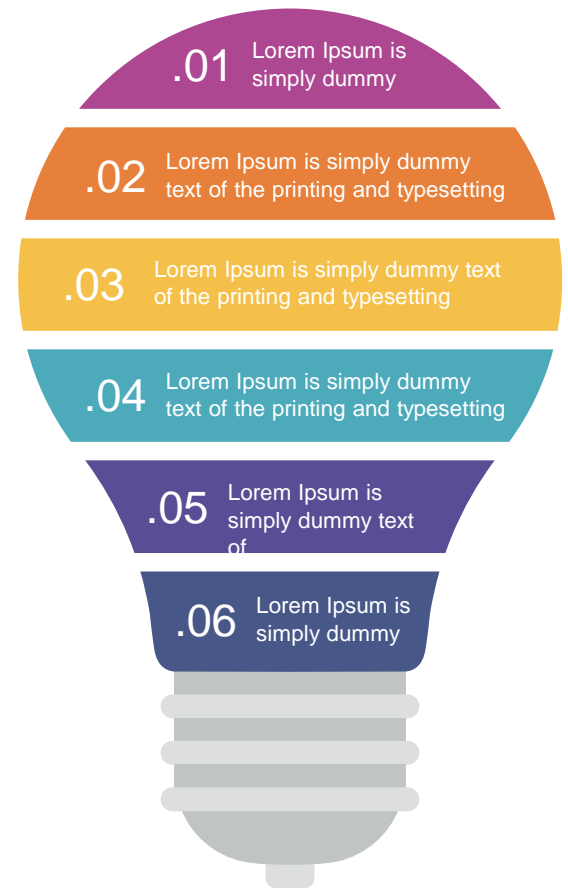 .01
Lorem Ipsum is
simply dummy
.02
Lorem Ipsum is simply dummy
text of the printing and typesetting
.03
Lorem Ipsum is simply dummy text
of the printing and typesetting
.04
Lorem Ipsum is simply dummy
text of the printing and typesetting
.05
Lorem Ipsum is
simply dummy text
of
.06
Lorem Ipsum is
simply dummy